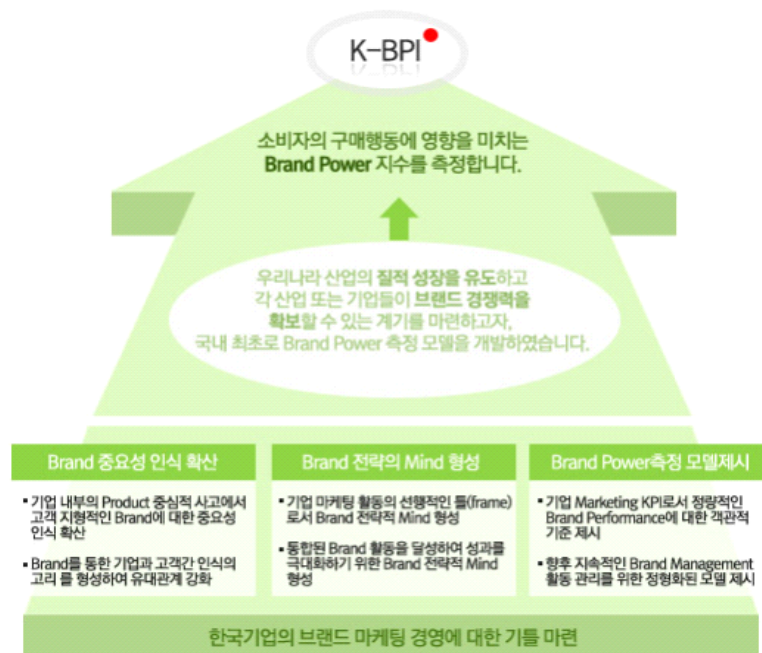 K-BPI
소비자의 구매행동에 영향을 미치는
Brand Power 지수를 측정합니다.
우리나라 산업의 질적 성장을 유도하고
각 산업 또는 기업들이 브랜드 경쟁력을
확보할 수 있는 계기를 마련하고자,
국내 최초로 Brand Power 측정 모델을 개발하였습니다.
Brand 중요성 인식 확산
▪ 기업 내부의 Product 중심적 사고에서
고객 지형적인 Brand에 대한 중요성
인식 확산
▪ Brand를 통한 기업과 고객간 인식의
고리 를 형성하여 유대관계 강화
Brand 전략의 Mind 형성
▪ 기업 마케팅 활동의 선행적인 틀(frame)
로서 Brand 전략적 Mind 형성
▪ 통합된 Brand 활동을 달성하여 성과를
극대화하기 위한 Brand 전략적 Mind
형성
Brand Power측정 모델제시
▪ 기업 Marketing KPI로서 정량적인
Brand Performance에 대한 객관적
기준 제시
▪ 향후 지속적인 Brand Management
활동 관리를 위한 정형화된 모델 제시
한국기업의 브랜드 마케팅 경영에 대한 기틀 마련